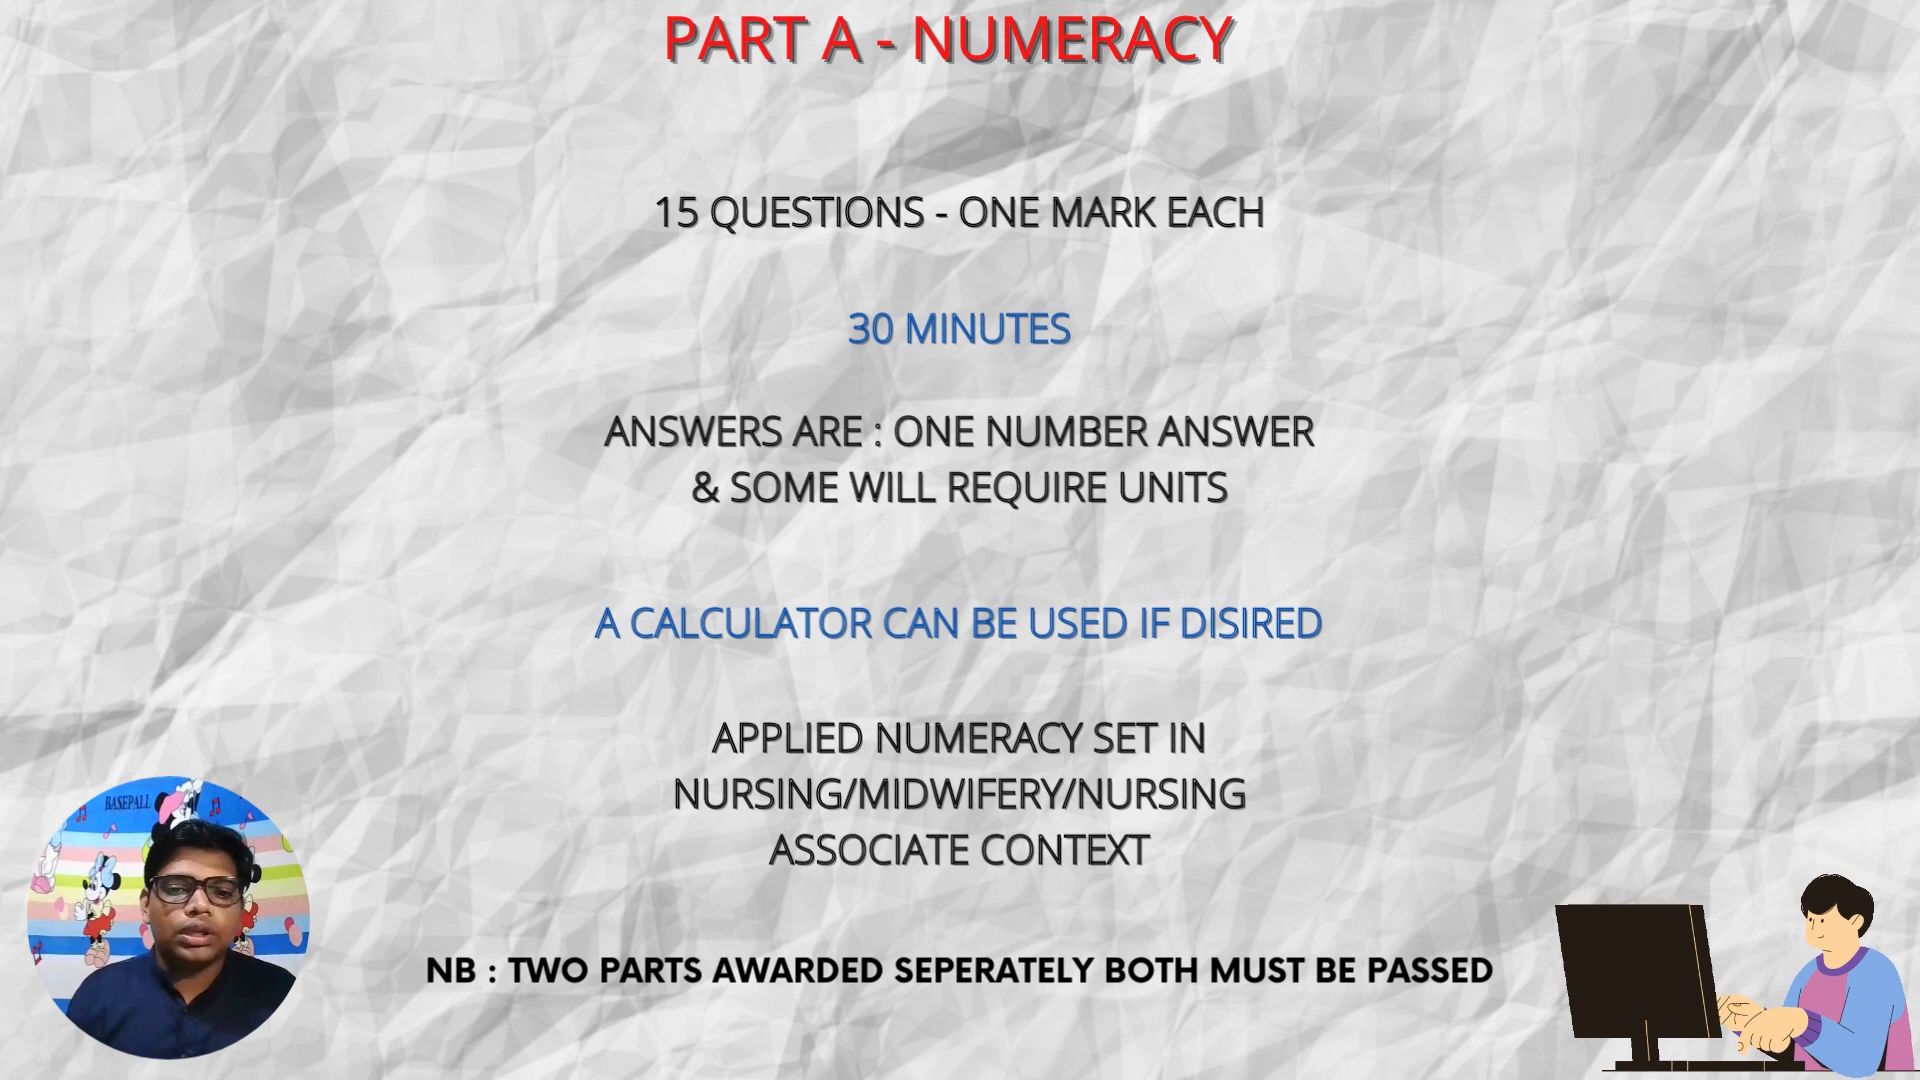 PART A - NUMERACY
15 QUESTIONS - ONE MARK EACH
30 MINUTES
ANSWERS ARE : ONE NUMBER ANSWER
& SOME WILL REQUIRE UNITS
A CALCULATOR CAN BE USED IF DISIRED
APPLIED NUMERACY SET IN
NURSING/MIDWIFERY/NURSING
ASSOCIATE CONTEXT
BASEPALL
NB : TWO PARTS AWARDED SEPERATELY BOTH MUST BE PASSED